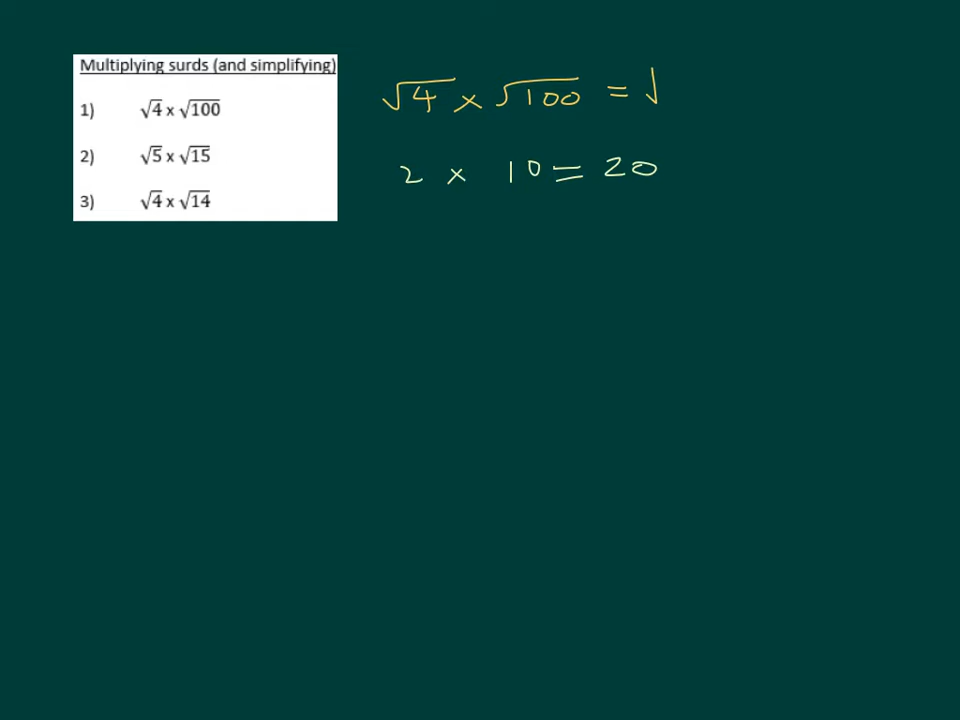 Multiplying surds (and simplifying)
1) √4 x √100
2) √5 x √15
3) √4 x √14
√4 × √100 = √
2 × 10 = 20